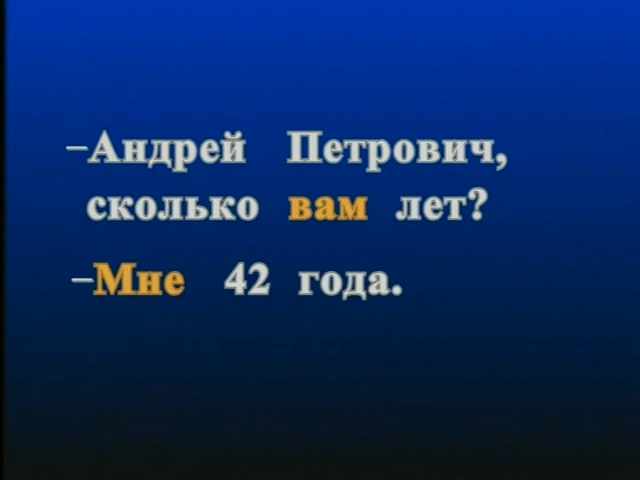 –Андрей Петрович,
сколько вам лет?
–Мне 42 года.